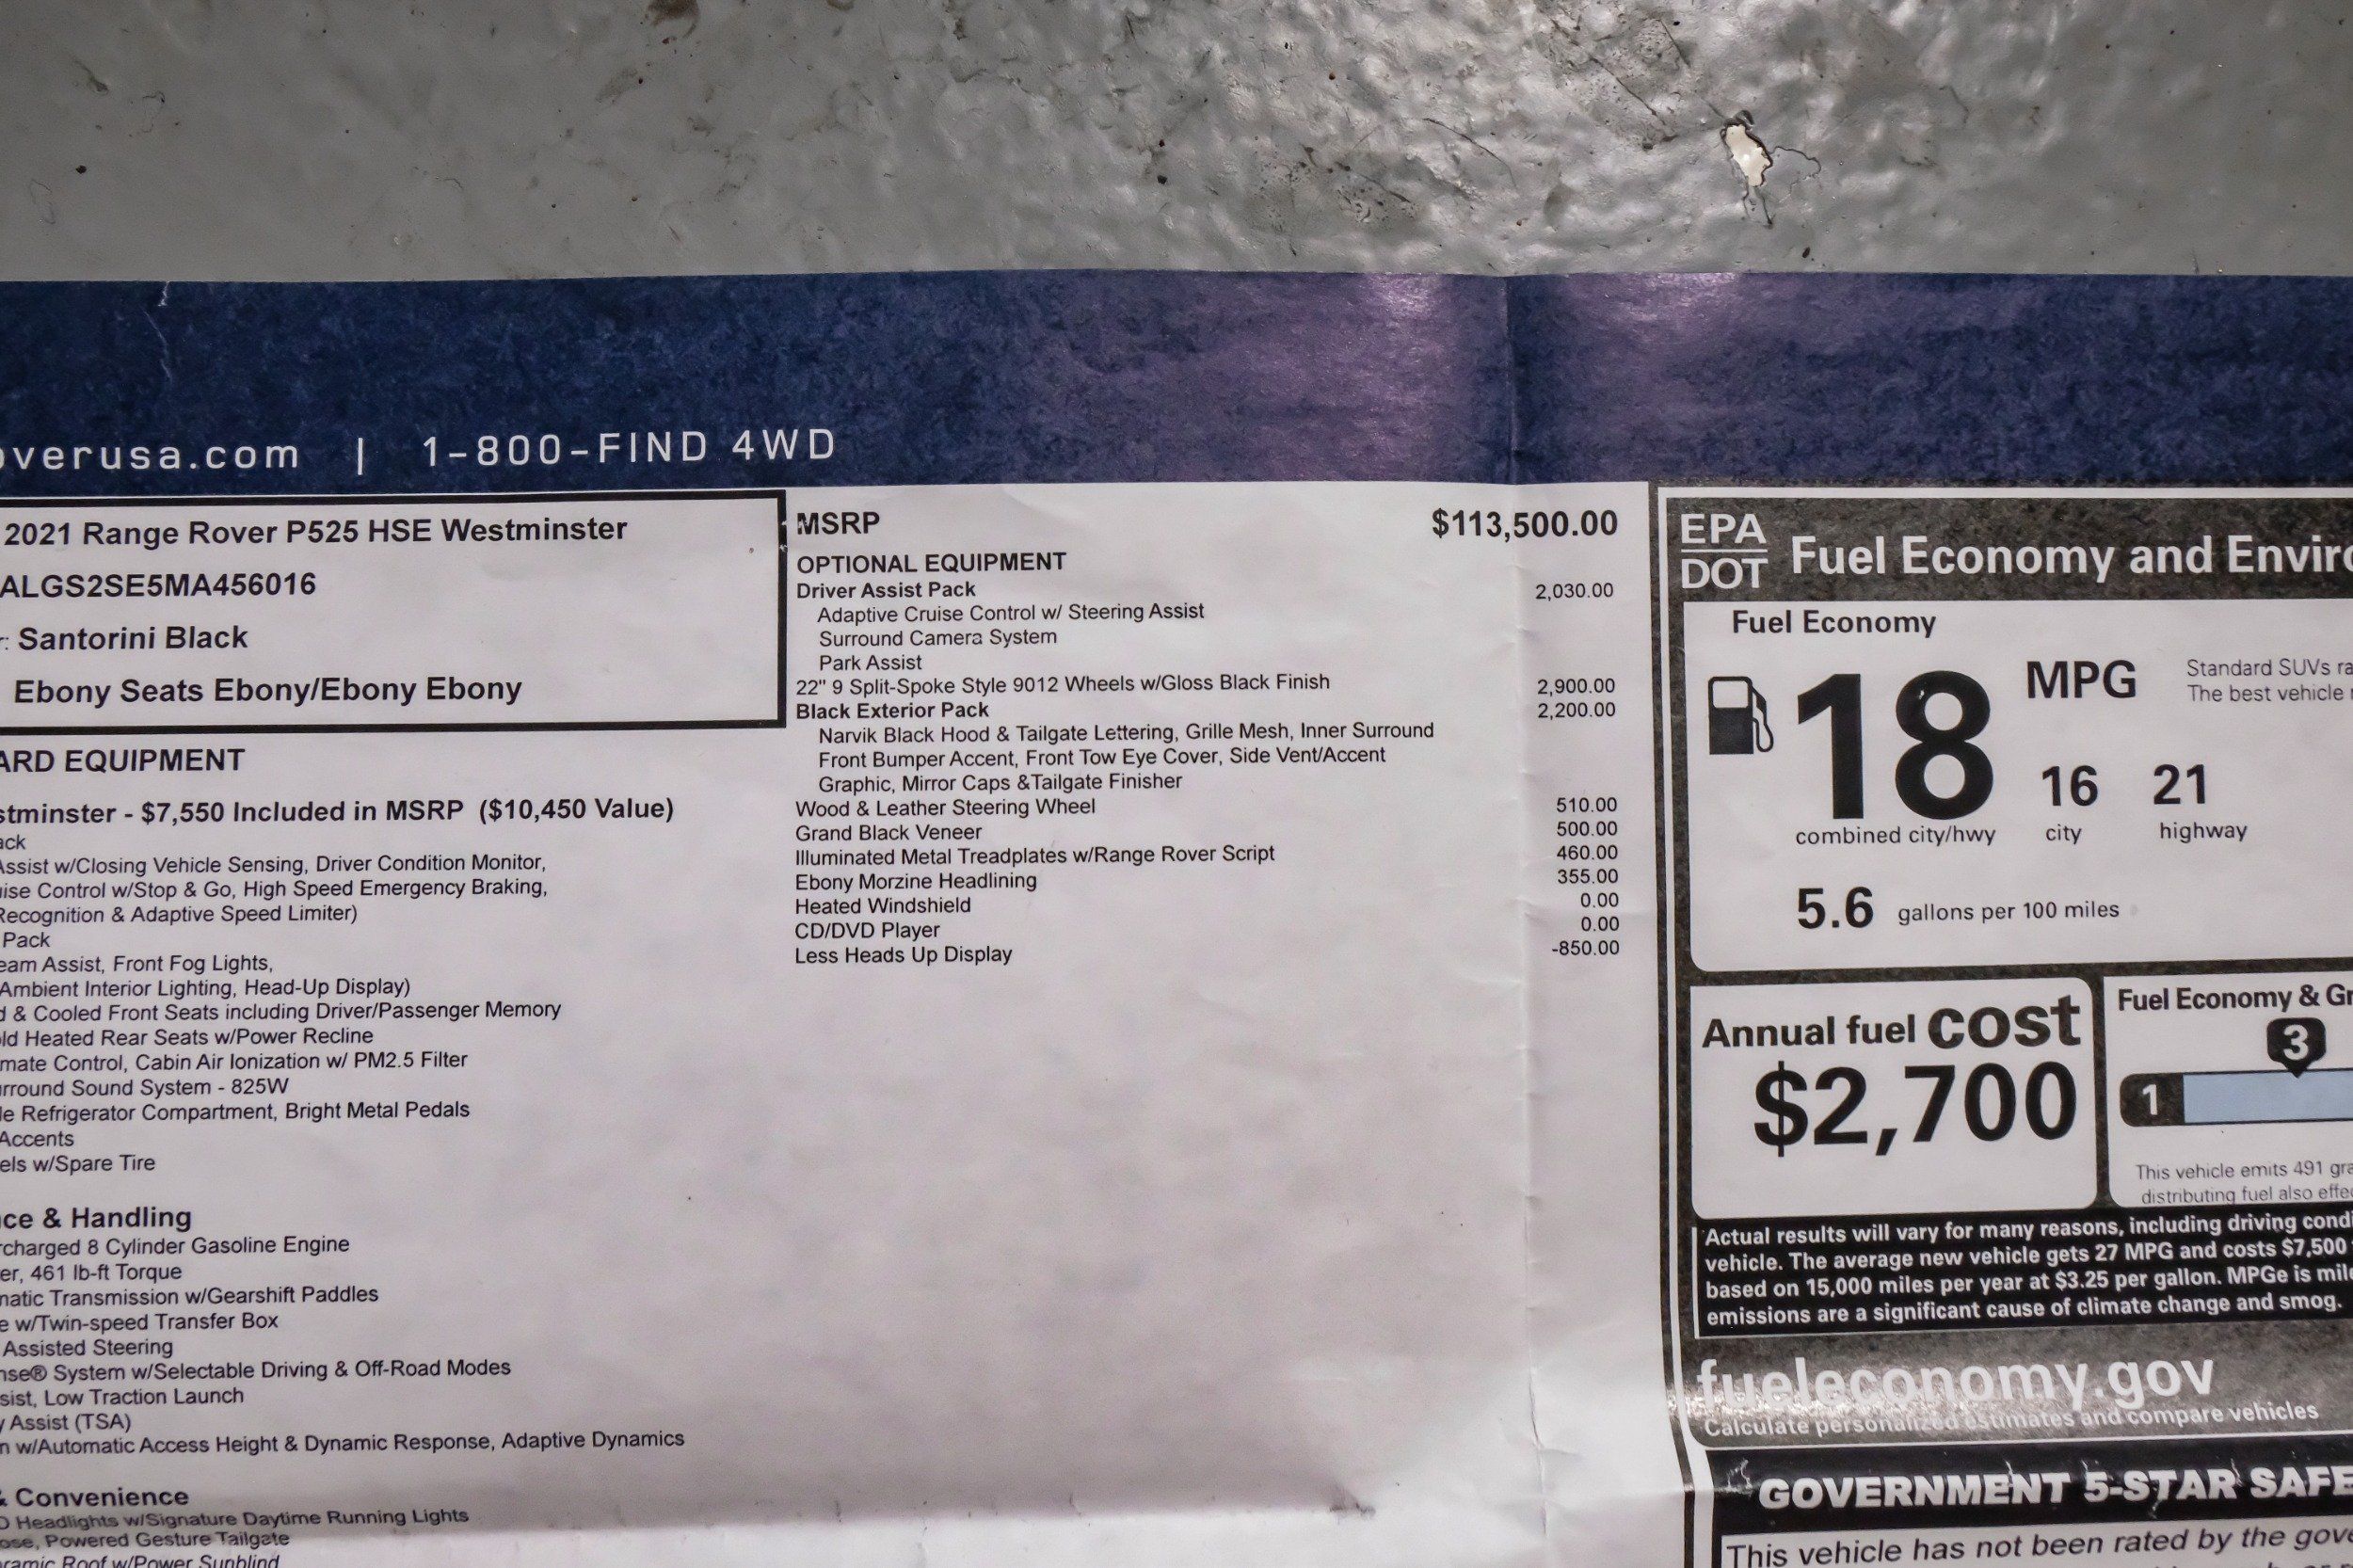 overusa.com | 1-800-FIND 4WD
2021 Range Rover P525 HSE Westminster
ALGS2SE5MA456016
r: Santorini Black
Ebony Seats Ebony/Ebony Ebony
ARD EQUIPMENT
stminster - $7,550 Included in MSRP ($10,450 Value)
ack
Assist w/Closing Vehicle Sensing, Driver Condition Monitor,
ise Control w/Stop & Go, High Speed Emergency Braking,
Recognition & Adaptive Speed Limiter)
Pack
eam Assist, Front Fog Lights,
Ambient Interior Lighting, Head-Up Display)
d & Cooled Front Seats including Driver/Passenger Memory
old Heated Rear Seats w/Power Recline
mate Control, Cabin Air Ionization w/ PM2.5 Filter
rround Sound System - 825W
le Refrigerator Compartment, Bright Metal Pedals
Accents
els w/Spare Tire
ce & Handling
rcharged 8 Cylinder Gasoline Engine
er, 461 lb-ft Torque
matic Transmission w/Gearshift Paddles
e w/Twin-speed Transfer Box
Assisted Steering
nse® System w/Selectable Driving & Off-Road Modes
sist, Low Traction Launch
y Assist (TSA)
n w/Automatic Access Height & Dynamic Response, Adaptive Dynamics
& Convenience
D Headlights w/Signature Daytime Running Lights
ose, Powered Gesture Tailgate
oramic Roof w/Power Sunblind
MSRP $113,500.00
OPTIONAL EQUIPMENT
Driver Assist Pack 2,030.00
Adaptive Cruise Control w/ Steering Assist
Surround Camera System
Park Assist
22" 9 Split-Spoke Style 9012 Wheels w/Gloss Black Finish 2,900.00
Black Exterior Pack 2,200.00
Narvik Black Hood & Tailgate Lettering, Grille Mesh, Inner Surround
Front Bumper Accent, Front Tow Eye Cover, Side Vent/Accent
Graphic, Mirror Caps &Tailgate Finisher
Wood & Leather Steering Wheel 510.00
Grand Black Veneer 500.00
Illuminated Metal Treadplates w/Range Rover Script 460.00
Ebony Morzine Headlining 355.00
Heated Windshield 0.00
CD/DVD Player 0.00
Less Heads Up Display -850.00
EPA
DOT
Fuel Economy and Enviro
Fuel Economy
18 MPG
Standard SUVs ra
The best vehicle r
16 21
combined city/hwy city highway
5.6 gallons per 100 miles
Annual fuel cost
$2,700
Fuel Economy & Gr
3
1
This vehicle emits 491 gra
distributing fuel also effe
Actual results will vary for many reasons, including driving condi
vehicle. The average new vehicle gets 27 MPG and costs $7,500
based on 15,000 miles per year at $3.25 per gallon. MPGe is mile
emissions are a significant cause of climate change and smog.
fueleconomy.gov
Calculate personalized estimates and compare vehicles
GOVERNMENT 5-STAR SAFE
This vehicle has not been rated by the gove